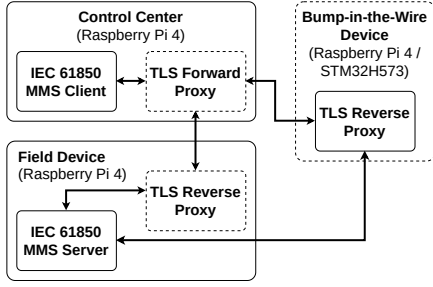 Control Center
(Raspberry Pi 4)
IEC 61850
MMS Client
TLS Forward
Proxy
Bump-in-the-Wire
Device
(Raspberry Pi 4 /
STM32H573)
TLS Reverse
Proxy
Field Device
(Raspberry Pi 4)
TLS Reverse
Proxy
IEC 61850
MMS Server